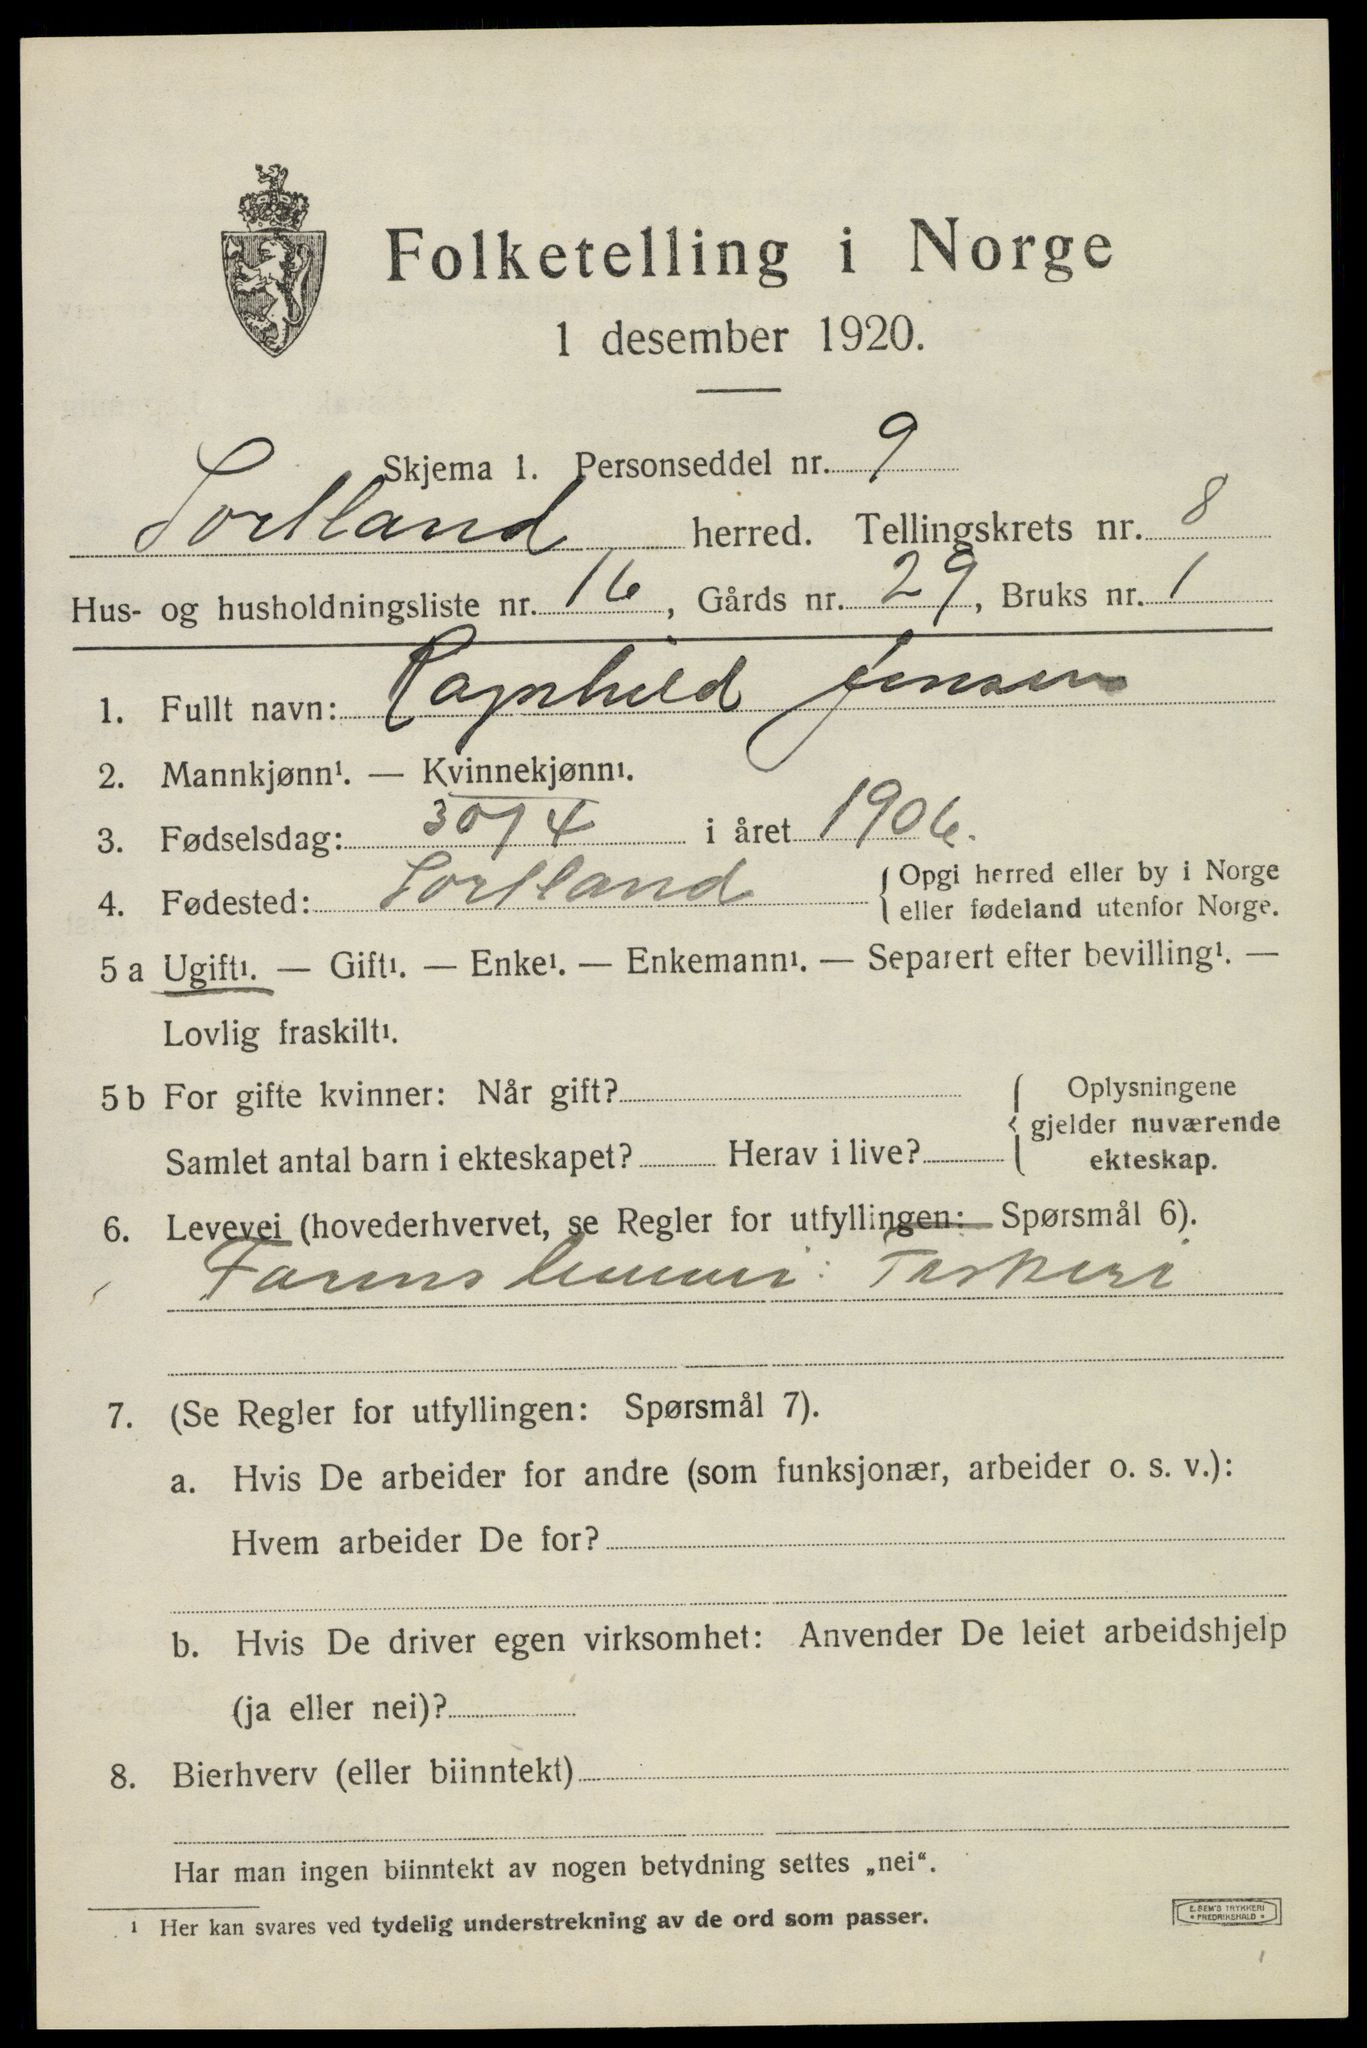 Folketelling i Norge
1 desember 1920.
Skjema 1. Personseddel nr. 9
Sortland herred. Tellingskrets nr. 8
Hus- og husholdningsliste nr. 16, Gårds nr. 29, Bruks nr. 1
1. Fullt navn: Ragnhild Jensen
2. Mannkjønn¹. — Kvinnekjønn¹.
3. Fødselsdag: 30/4 i året 1906.
4. Fødested: Sortland {Opgi herred eller by i Norge
eller fødeland utenfor Norge.
5 a Ugift¹. — Gift¹. — Enke¹. — Enkemann¹. — Separert efter bevilling¹. —
Lovlig fraskilt¹.
5 b For gifte kvinner: Når gift? {Oplysningene
gjelder nuværende
Samlet antal barn i ekteskapet? Herav i live?
ekteskap.
6. Levevei (hovederhvervet, se Regler for utfyllingen: Spørsmål 6).
Farens Fiskeri
7. (Se Regler for utfyllingen: Spørsmål 7).
a. Hvis De arbeider for andre (som funksjonær, arbeider o. s. v.):
Hvem arbeider De for?
b. Hvis De driver egen virksomhet: Anvender De leiet arbeidshjelp
(ja eller nei)?
8. Bierhverv (eller biinntekt)
Har man ingen biinntekt av nogen betydning settes „nei“.
¹ Her kan svares ved tydelig understrekning av de ord som passer.
E. SEM'S TRYKKERI
* FREDRIKSHALD *